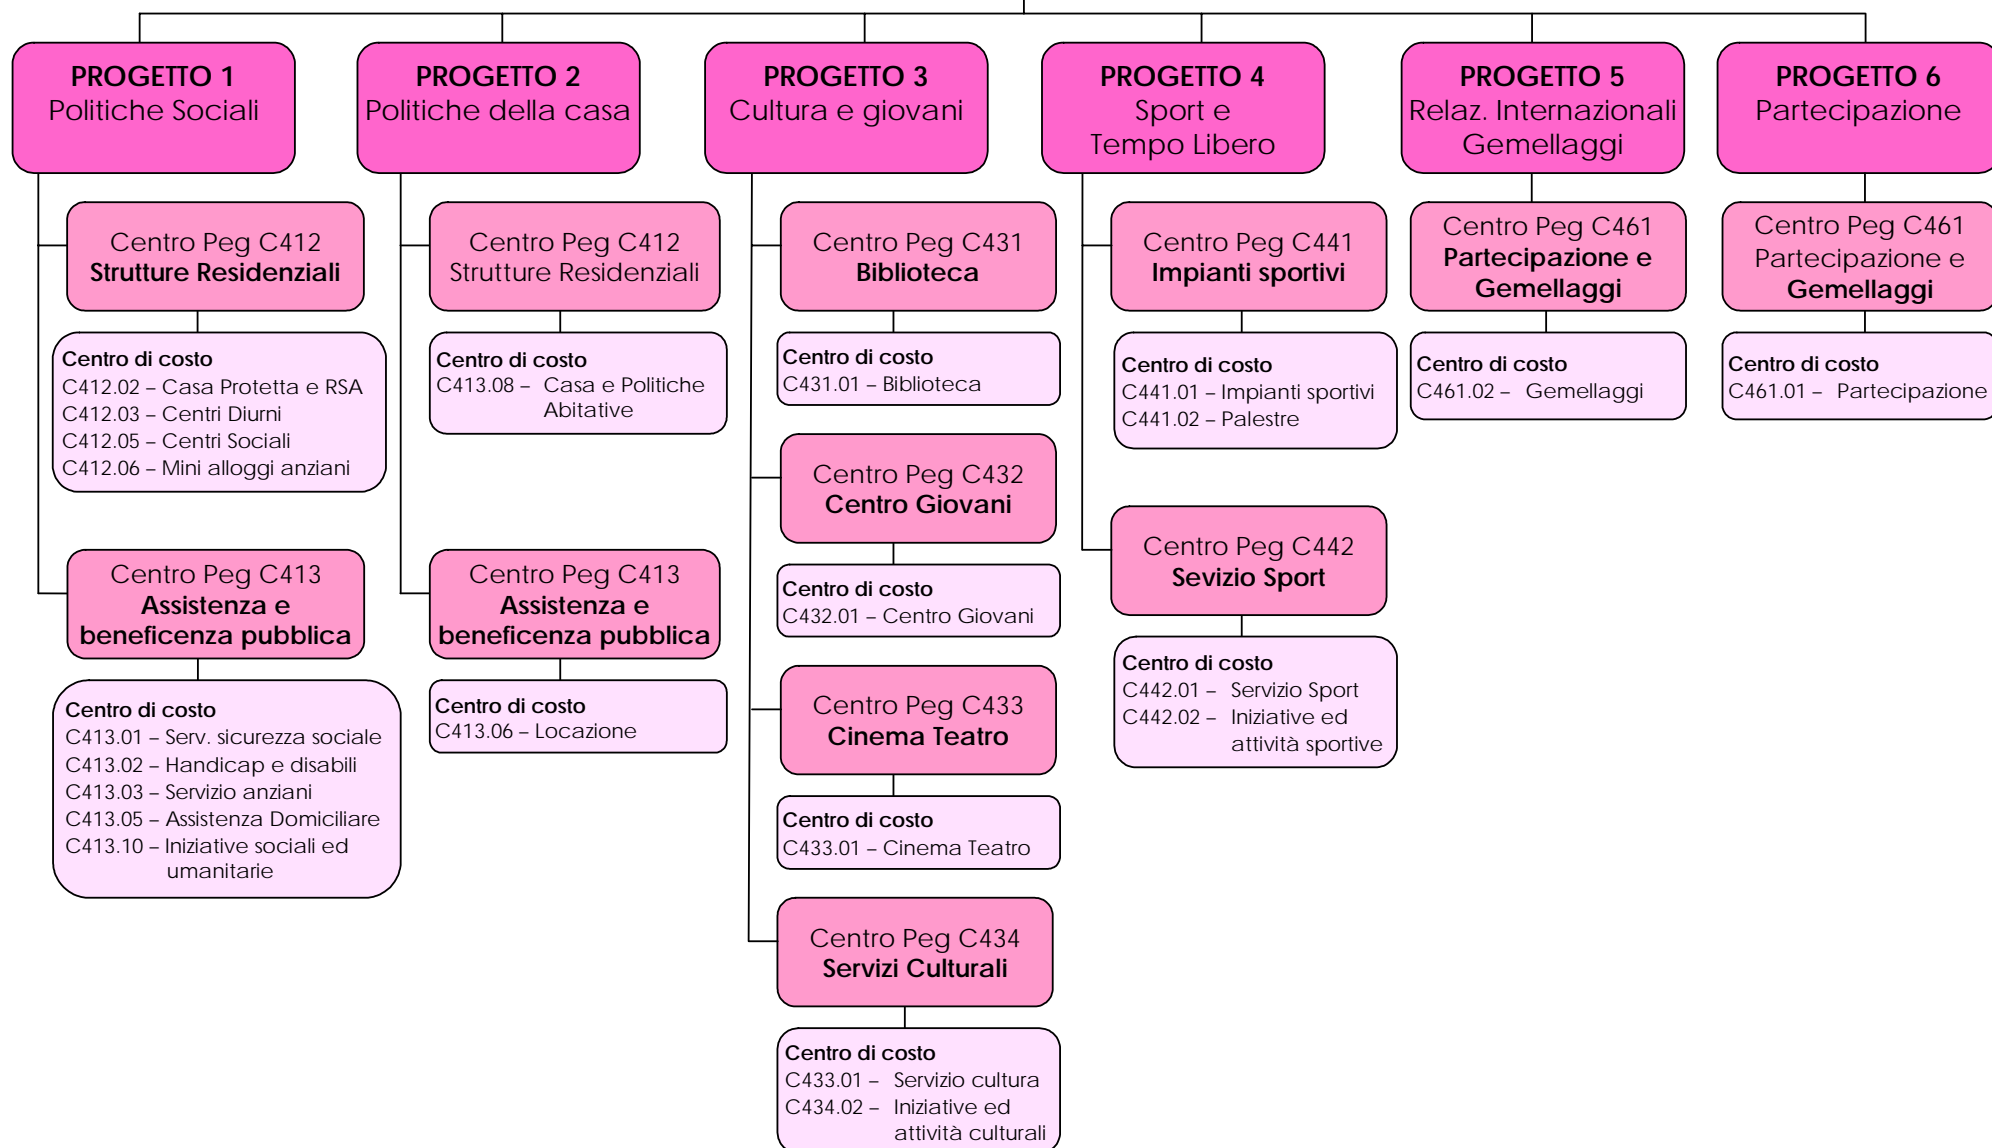 PROGETTO 1
Politiche Sociali
Centro Peg C412
Strutture Residenziali
Centro di costo
C412.02 – Casa Protetta e RSA
C412.03 – Centri Diurni
C412.05 – Centri Sociali
C412.06 – Mini alloggi anziani
Centro Peg C413
Assistenza e
beneficenza pubblica
Centro di costo
C413.01 – Serv. sicurezza sociale
C413.02 – Handicap e disabili
C413.03 – Servizio anziani
C413.05 – Assistenza Domiciliare
C413.10 – Iniziative sociali ed
umanitarie
PROGETTO 2
Politiche della casa
Centro Peg C412
Strutture Residenziali
Centro di costo
C413.08 – Casa e Politiche
Abitative
Centro Peg C413
Assistenza e
beneficenza pubblica
Centro di costo
C413.06 – Locazione
PROGETTO 3
Cultura e giovani
Centro Peg C431
Biblioteca
Centro di costo
C431.01 – Biblioteca
Centro Peg C432
Centro Giovani
Centro di costo
C432.01 – Centro Giovani
Centro Peg C433
Cinema Teatro
Centro di costo
C433.01 – Cinema Teatro
Centro Peg C434
Servizi Culturali
Centro di costo
C433.01 – Servizio cultura
C434.02 – Iniziative ed
attività culturali
PROGETTO 4
Sport e
Tempo Libero
Centro Peg C441
Impianti sportivi
Centro di costo
C441.01 – Impianti sportivi
C441.02 – Palestre
Centro Peg C442
Sevizio Sport
Centro di costo
C442.01 – Servizio Sport
C442.02 – Iniziative ed
attività sportive
PROGETTO 5
Relaz. Internazionali
Gemellaggi
Centro Peg C461
Partecipazione e
Gemellaggi
Centro di costo
C461.02 – Gemellaggi
PROGETTO 6
Partecipazione
Centro Peg C461
Partecipazione e
Gemellaggi
Centro di costo
C461.01 – Partecipazione